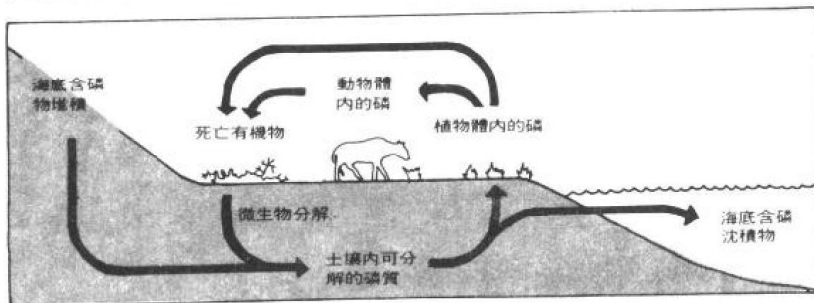 海底含磷
物堆積
動物體
內的磷
死亡有機物
植物體內的磷
微生物分解
土壤內可分
解的磷質
海底含磷
沈積物